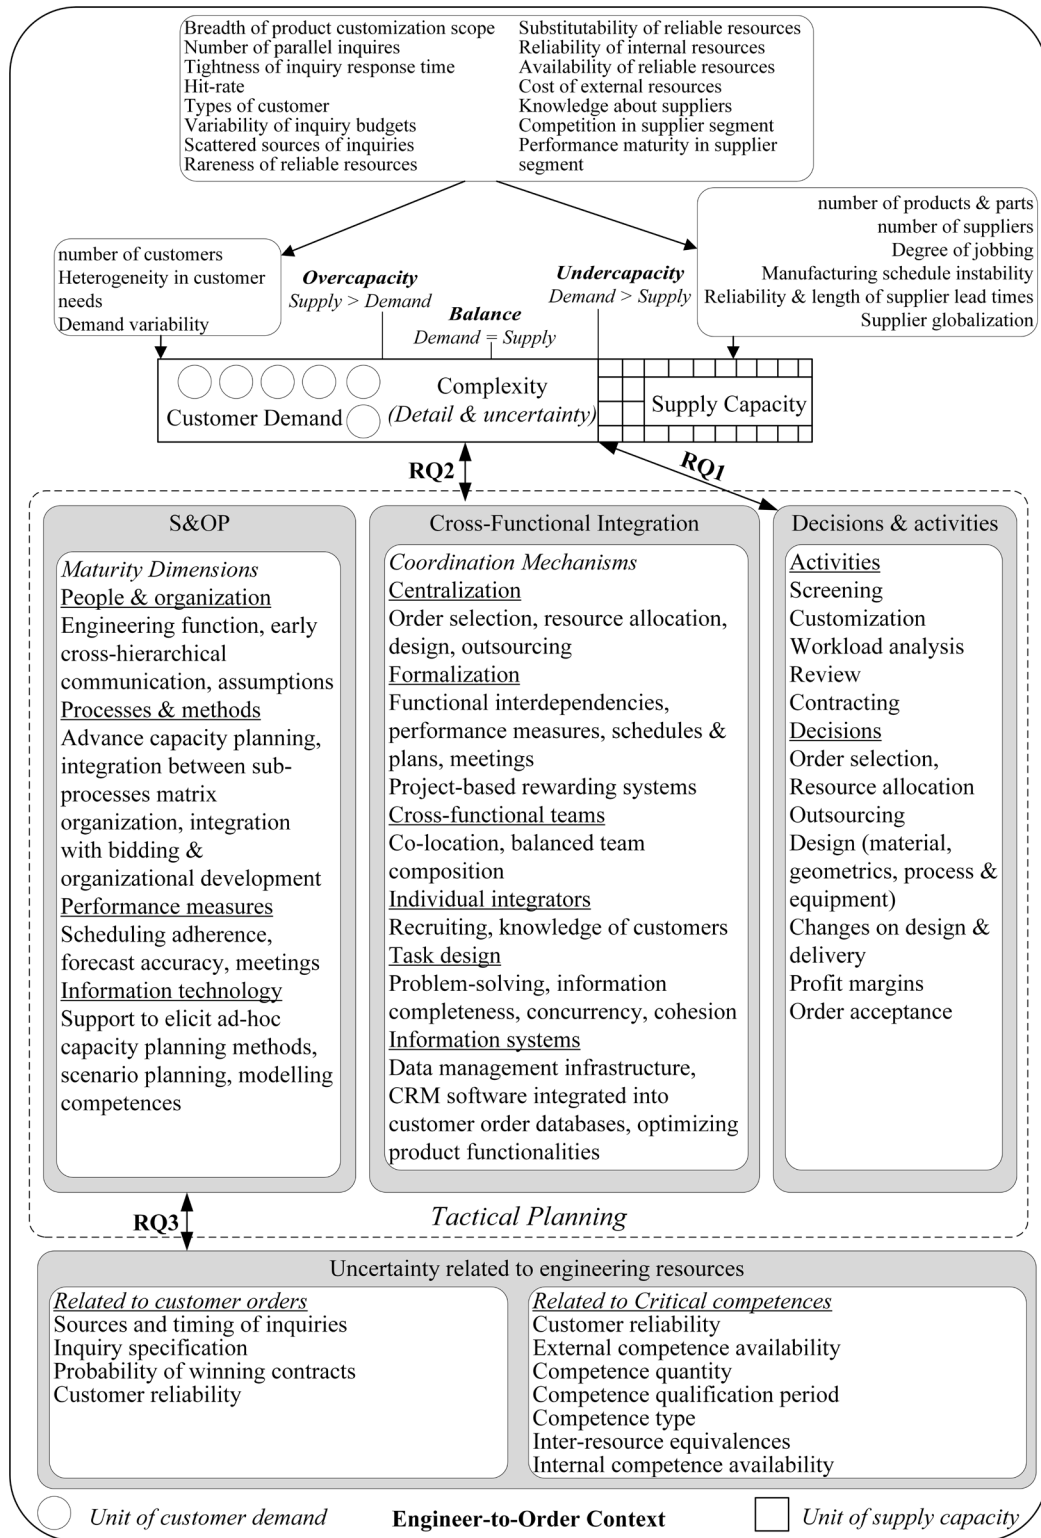 Breadth of product customization scope
Number of parallel inquires
Tightness of inquiry response time
Hit-rate
Types of customer
Variability of inquiry budgets
Scattered sources of inquiries
Rareness of reliable resources
Substitutability of reliable resources
Reliability of internal resources
Availability of reliable resources
Cost of external resources
Knowledge about suppliers
Competition in supplier segment
Performance maturity in supplier
segment
number of customers
Heterogeneity in customer
needs
Demand variability
Overcapacity
Supply > Demand
Balance
Demand = Supply
Undercapacity
Demand > Supply
number of products & parts
number of suppliers
Degree of jobbing
Manufacturing schedule instability
Reliability & length of supplier lead times
Supplier globalization
Customer Demand
Complexity
(Detail & uncertainty)
Supply Capacity
RQ2
RQ1
S&OP
Maturity Dimensions
People & organization
Engineering function, early
cross-hierarchical
communication, assumptions
Processes & methods
Advance capacity planning,
integration between sub-
processes matrix
organization, integration
with bidding &
organizational development
Performance measures
Scheduling adherence,
forecast accuracy, meetings
Information technology
Support to elicit ad-hoc
capacity planning methods,
scenario planning, modelling
competences
Cross-Functional Integration
Coordination Mechanisms
Centralization
Order selection, resource allocation,
design, outsourcing
Formalization
Functional interdependencies,
performance measures, schedules &
plans, meetings
Project-based rewarding systems
Cross-functional teams
Co-location, balanced team
composition
Individual integrators
Recruiting, knowledge of customers
Task design
Problem-solving, information
completeness, concurrency, cohesion
Information systems
Data management infrastructure,
CRM software integrated into
customer order databases, optimizing
product functionalities
Decisions & activities
Activities
Screening
Customization
Workload analysis
Review
Contracting
Decisions
Order selection,
Resource allocation
Outsourcing
Design (material,
geometrics, process &
equipment)
Changes on design &
delivery
Profit margins
Order acceptance
RQ3
Tactical Planning
Uncertainty related to engineering resources
Related to customer orders
Sources and timing of inquiries
Inquiry specification
Probability of winning contracts
Customer reliability
Related to Critical competences
Customer reliability
External competence availability
Competence quantity
Competence qualification period
Competence type
Inter-resource equivalences
Internal competence availability
Unit of customer demand
Engineer-to-Order Context
Unit of supply capacity